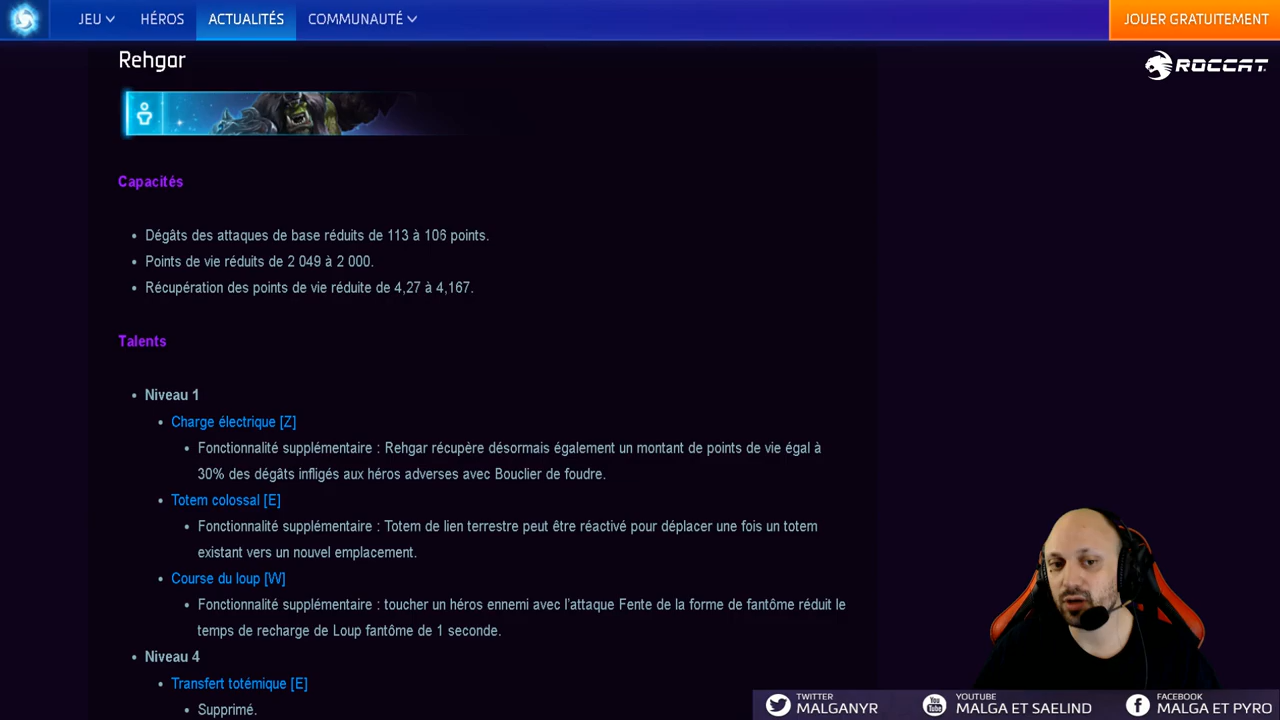 JEU HÉROS ACTUALITÉS COMMUNAUTÉ JOUER GRATUITEMENT
Rehgar
ROCCAT
Capacités
Dégâts des attaques de base réduits de 113 à 106 points.
Points de vie réduits de 2 049 à 2 000.
Récupération des points de vie réduite de 4,27 à 4,167.
Talents
Niveau 1
Charge électrique [Z]
Fonctionnalité supplémentaire : Rehgar récupère désormais également un montant de points de vie égal à
30% des dégâts infligés aux héros adverses avec Bouclier de foudre.
Totem colossal [E]
Fonctionnalité supplémentaire : Totem de lien terrestre peut être réactivé pour déplacer une fois un totem
existant vers un nouvel emplacement.
Course du loup [W]
Fonctionnalité supplémentaire : toucher un héros ennemi avec l'attaque Fente de la forme de fantôme réduit le
temps de recharge de Loup fantôme de 1 seconde.
Niveau 4
Transfert totémique [E]
Supprimé.
TWITTER
MALGANYR
YOUTUBE
MALGA ET SAELIND
FACEBOOK
MALGA ET PYRO